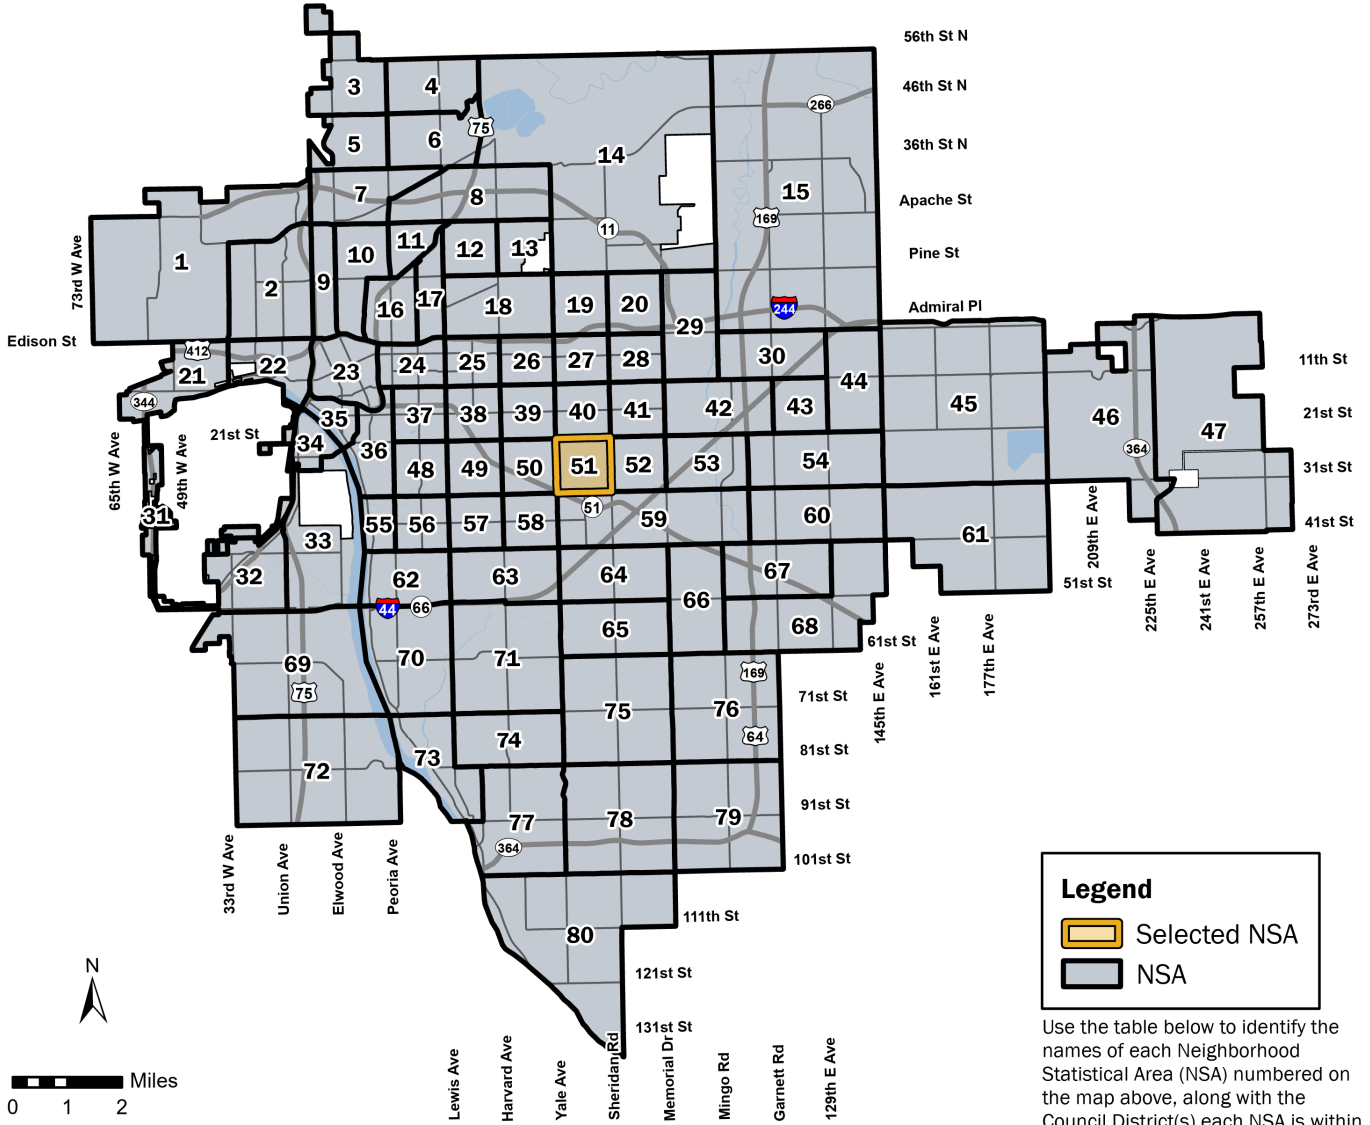 56th St N
3
4
46th St N
266
75
36th St N
5
6
14
7
8
15
Apache St
169
11
73rd W Ave
1
10
11
12
13
Pine St
2
9
16
17
18
19
20
29
244
Admiral Pl
Edison St
412
21
22
23
24
25
26
27
28
30
44
45
46
47
11th St
344
35
37
38
39
40
41
42
43
21st St
21st St
34
36
364
65th W Ave
49th W Ave
48
49
50
51
52
53
54
31st St
31
33
55
56
57
58
51
59
60
61
209th E Ave
41st St
32
62
63
64
67
51st St
225th E Ave
241st E Ave
257th E Ave
273rd E Ave
44
66
66
65
68
61st St
69
70
71
169
145th E Ave
161st E Ave
177th E Ave
75
75
76
71st St
74
64
81st St
72
73
77
78
79
91st St
364
101st St
33rd W Ave
Union Ave
Elwood Ave
Peoria Ave
80
111th St
121st St
131st St
N
Miles
0 1 2
Lewis Ave
Harvard Ave
Yale Ave
Sheridan Rd
Memorial Dr
Mingo Rd
Garnett Rd
129th E Ave
Legend
Selected NSA
NSA
Use the table below to identify the
names of each Neighborhood
Statistical Area (NSA) numbered on
the map above, along with the
Council District(s) each NSA is within